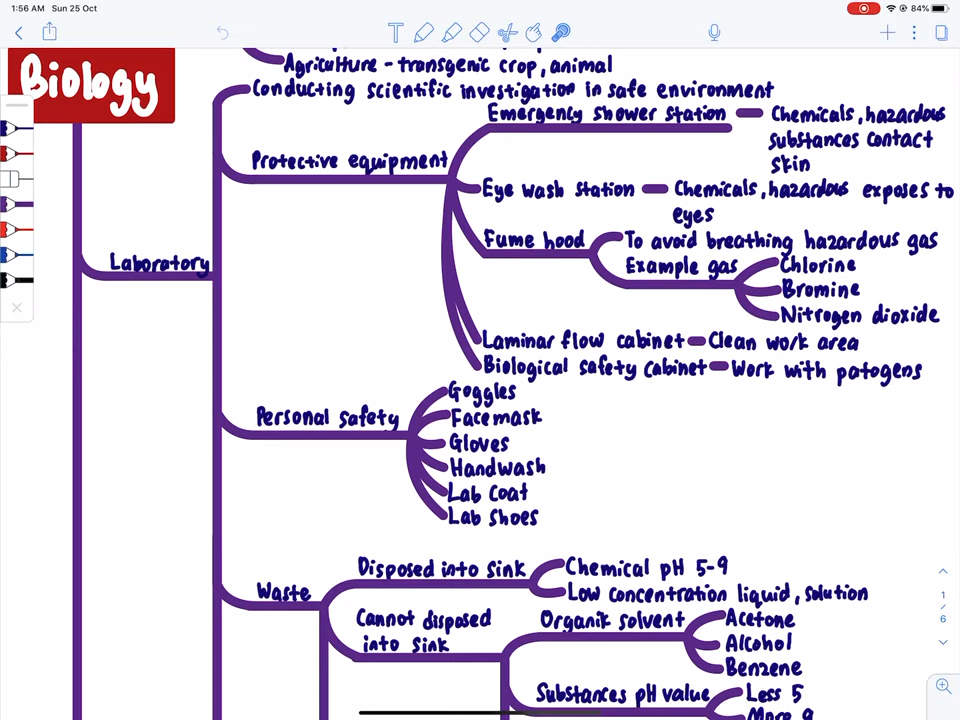 1:56 AM Sun 25 Oct
84%
Biology
Agriculture - transgenic crop, animal
Conducting scientific investigation in safe environment
Laboratory
Protective equipment
Emergency shower station
Chemicals, hazardous
substances contact
skin
Eye wash station
Chemicals, hazardous exposes to
eyes
Fume hood
To avoid breathing hazardous gas
Example gas
Chlorine
Bromine
Nitrogen dioxide
Laminar flow cabinet
Clean work area
Biological safety cabinet
Work with patogens
Personal safety
Goggles
Facemask
Gloves
Handwash
Lab coat
Lab shoes
Waste
Disposed into sink
Chemical pH 5-9
Low concentration liquid, solution
Cannot disposed
into sink
Organik solvent
Acetone
Alcohol
Benzene
Substances pH value
Less 5
More 9
1
/
6